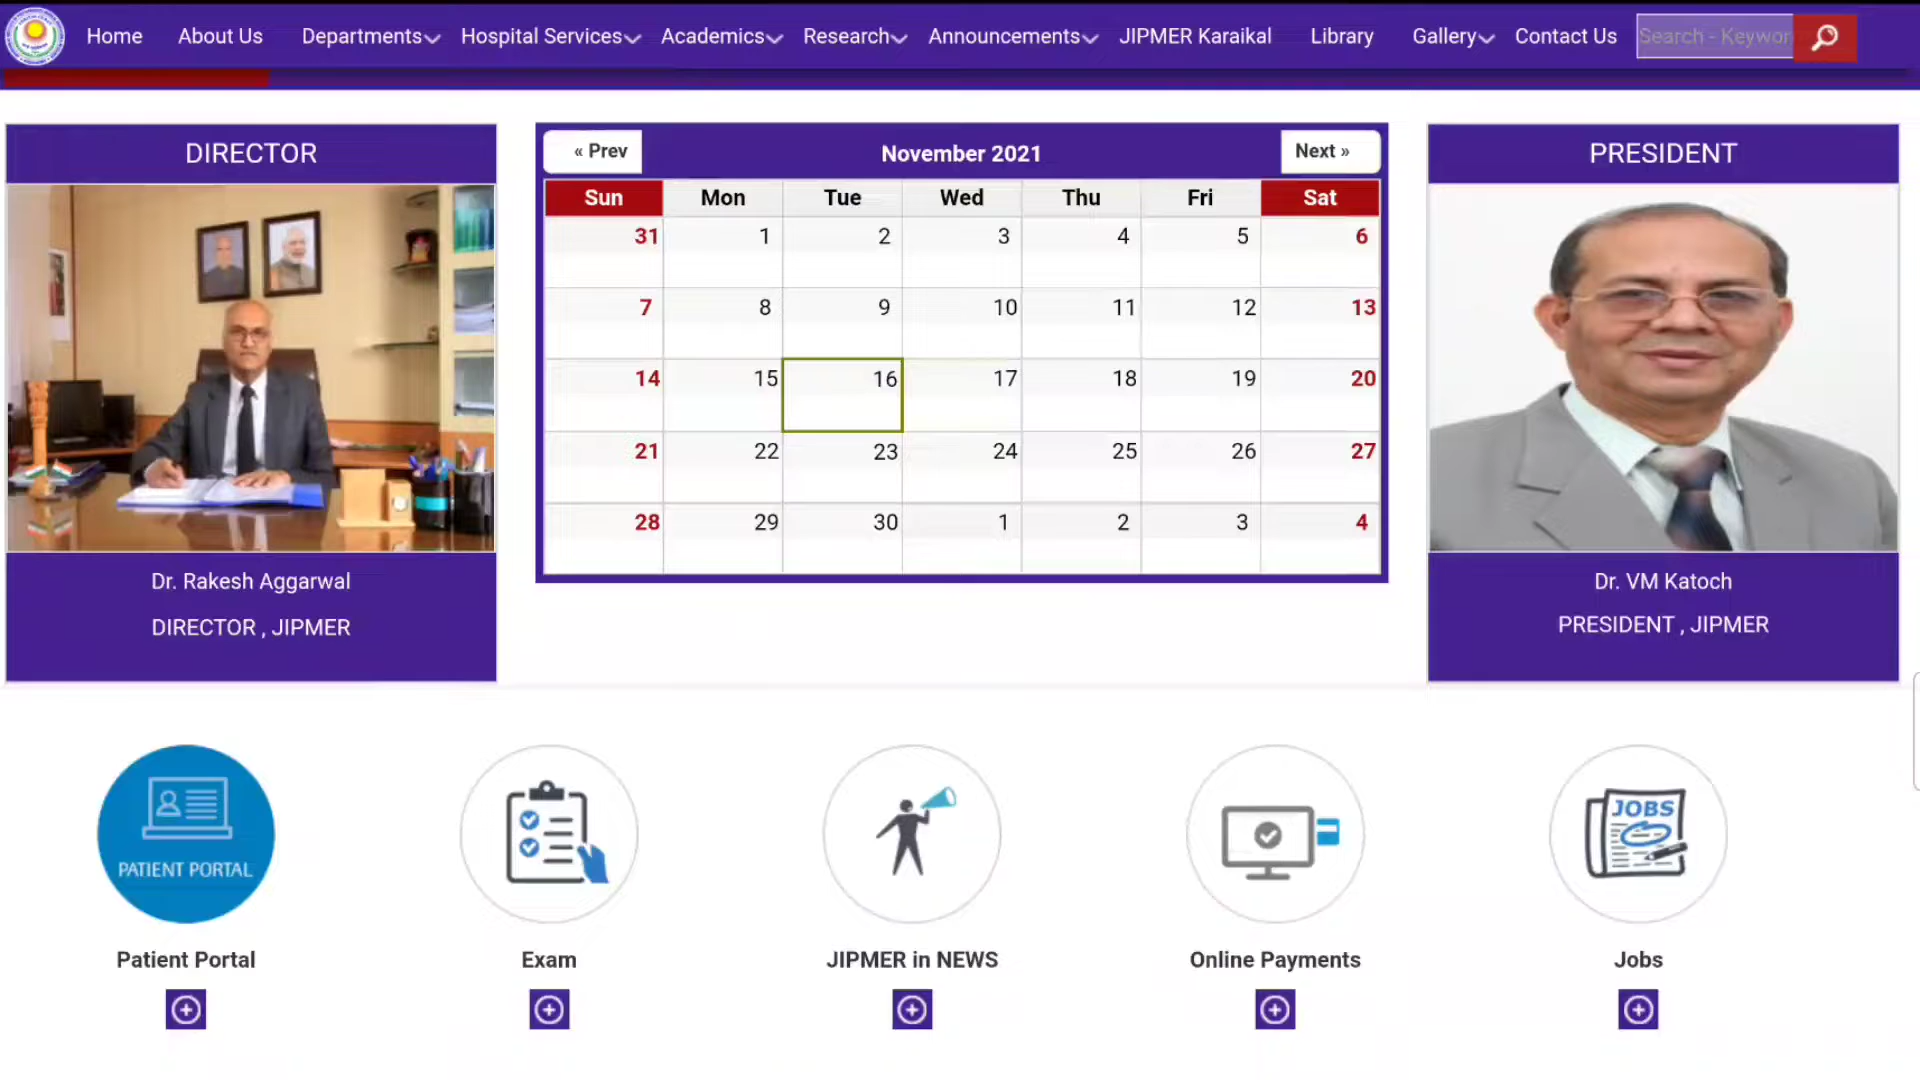 Home About Us Departments Hospital Services Academics Research Announcements JIPMER Karaikal Library Gallery Contact Us Search - Keywor
DIRECTOR
Dr. Rakesh Aggarwal
DIRECTOR , JIPMER
« Prev November 2021 Next »
Sun Mon Tue Wed Thu Fri Sat
31 1 2 3 4 5 6
7 8 9 10 11 12 13
14 15 16 17 18 19 20
21 22 23 24 25 26 27
28 29 30 1 2 3 4
PRESIDENT
Dr. VM Katoch
PRESIDENT , JIPMER
PATIENT PORTAL
JOBS
Patient Portal Exam JIPMER in NEWS Online Payments Jobs